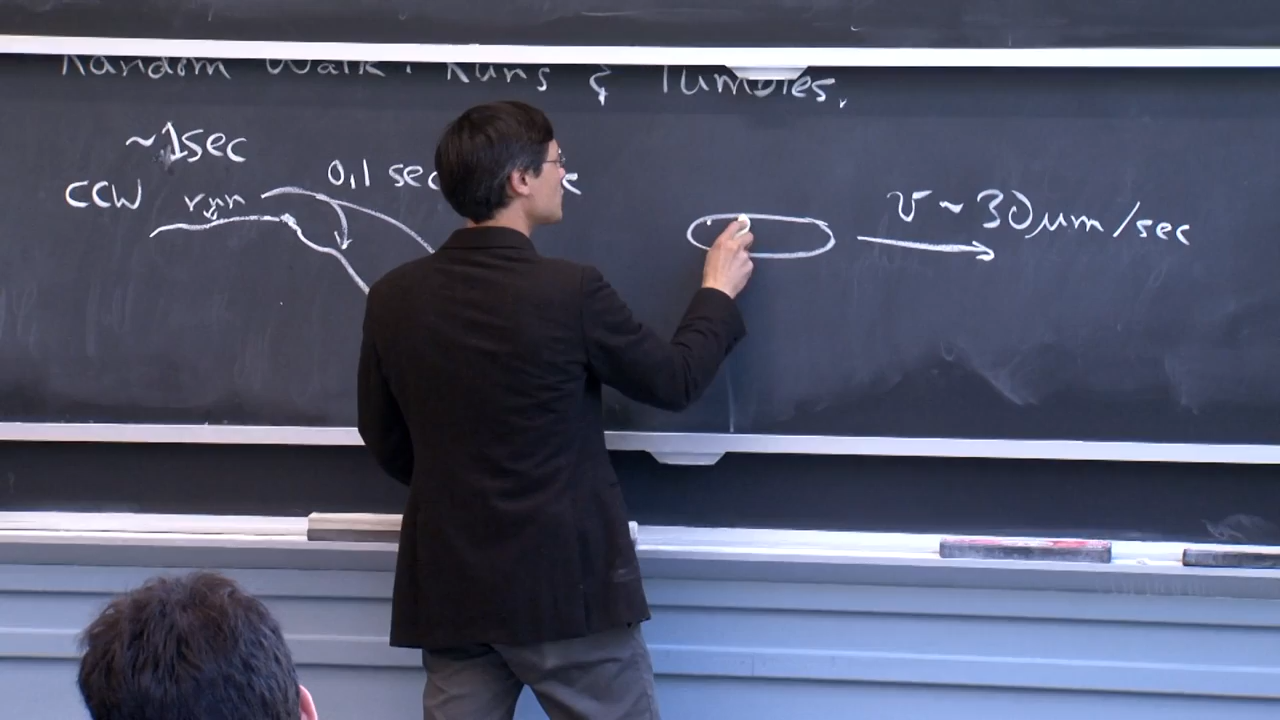 Random Walk: Runs & Tumbles.
~1sec
CCW run 0,1 sec
v ~ 30μm/sec